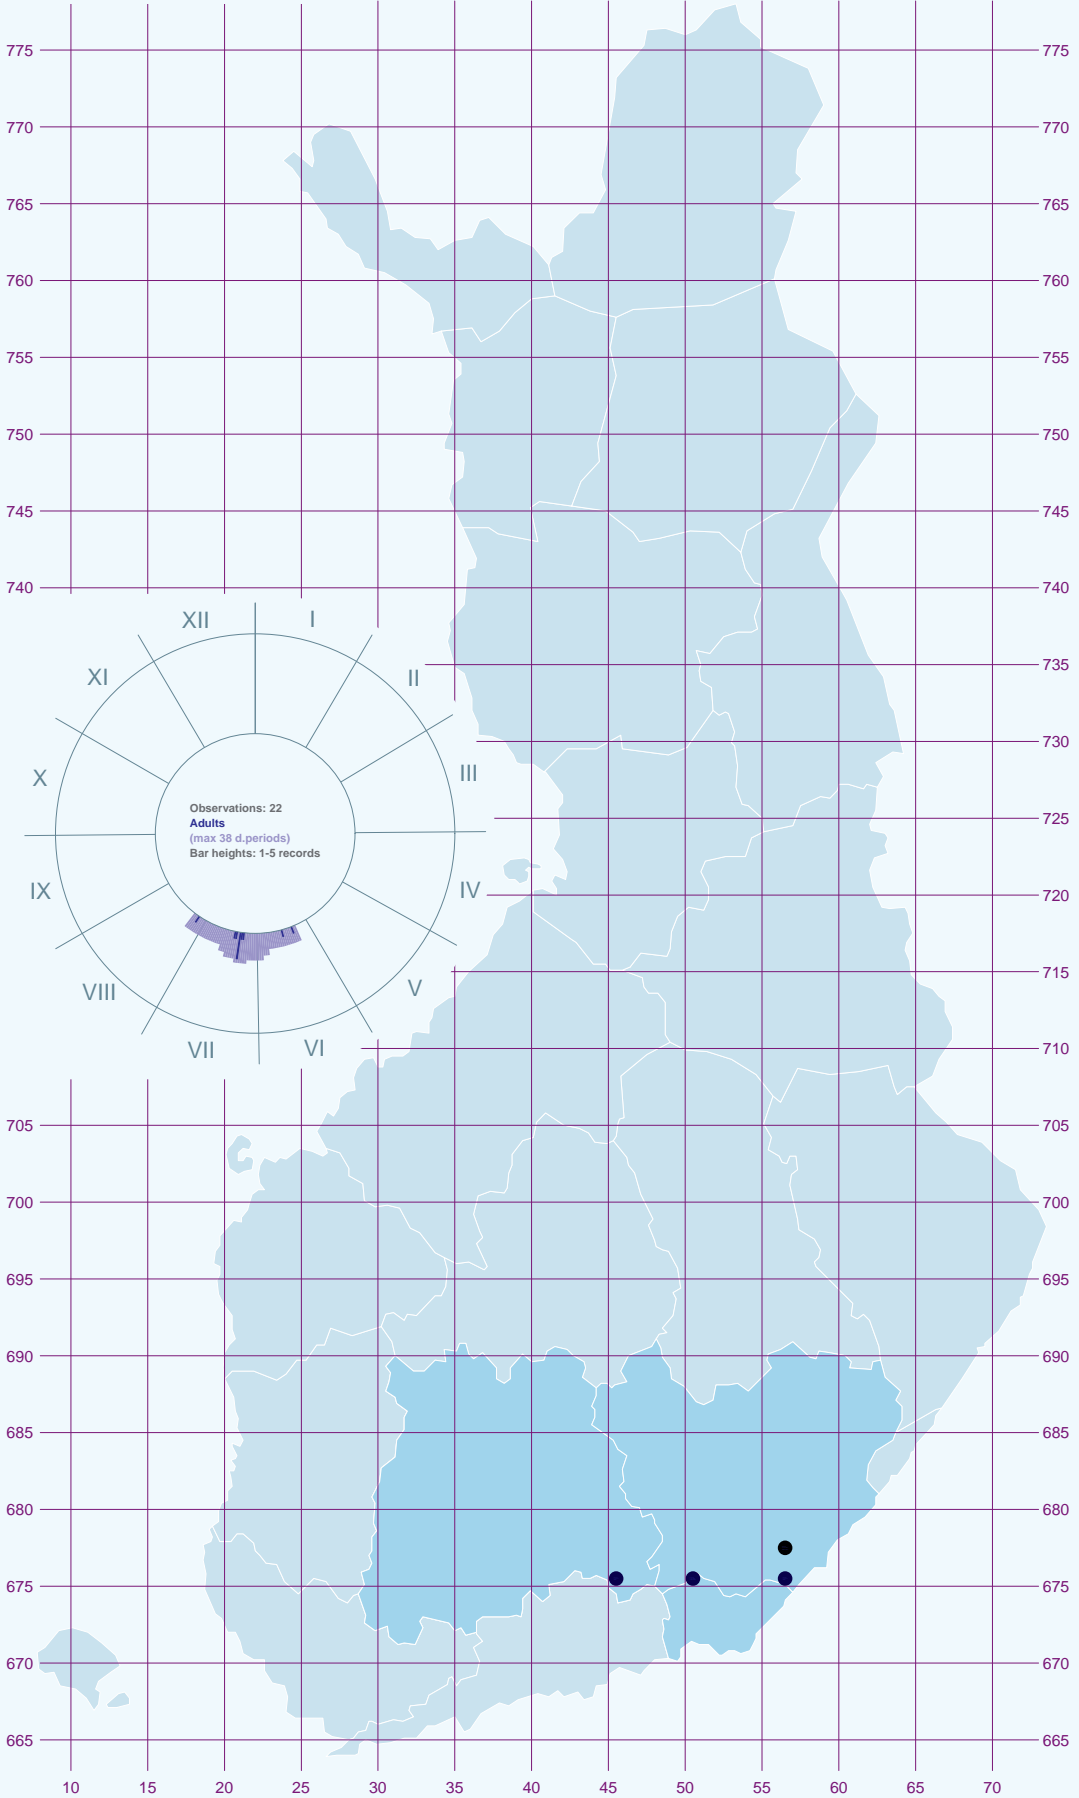 775 775
770 770
765 765
760 760
755 755
750 750
745 745
740 740
XII I
XI II
735
730
X III
725
Observations: 22
Adults
(max 38 d.periods)
Bar heights: 1-5 records
IX IV
720
715
VIII V
VII VI
710
705 705
700 700
695 695
690 690
685 685
680 680
675 675
670 670
665 665
10 15 20 25 30 35 40 45 50 55 60 65 70